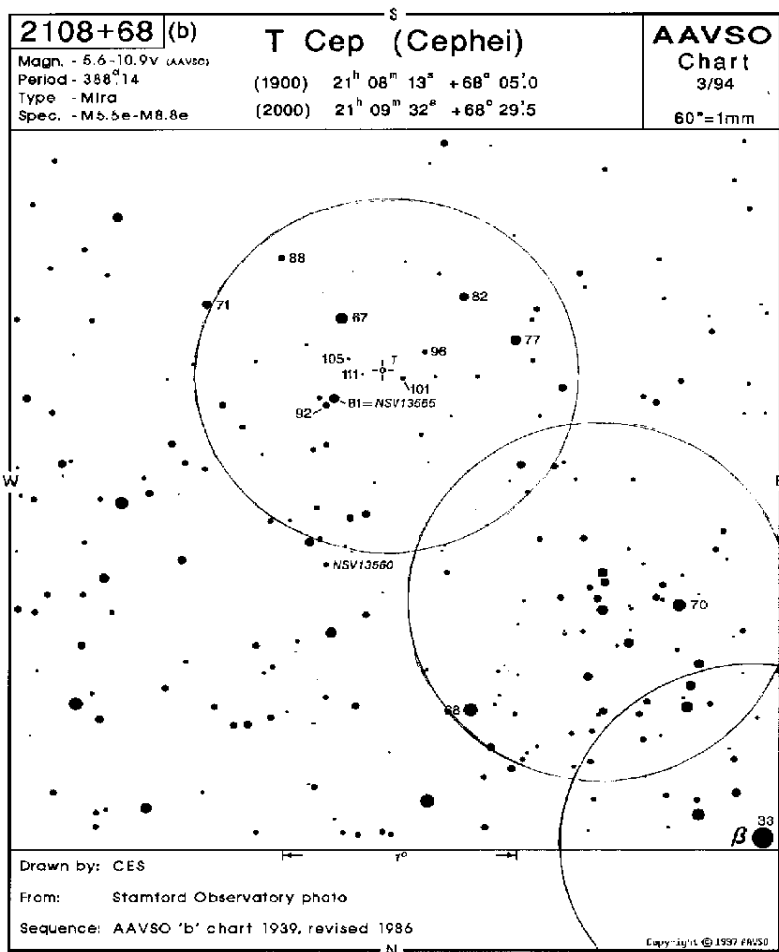 S
2108+68 (b)
Magn. - 5.6-10.9v (AAVSO)
Period - 388ᵈ.14
Type - Mira
Spec. - M5.5e-M8.8e
T Cep (Cephei)
(1900) 21ʰ 08ᵐ 13ˢ +68° 05'.0
(2000) 21ʰ 09ᵐ 32ˢ +68° 29'.5
AAVSO
Chart
3/94
60"=1mm
88
82
71
67
77
96
105
T
111
101
81=NSV13565
92
W
E
NSV13560
70
68
33
β
1°
Drawn by: CES
From: Stamford Observatory photo
Sequence: AAVSO 'b' chart 1939, revised 1986
Copyright © 1997 AAVSO
N